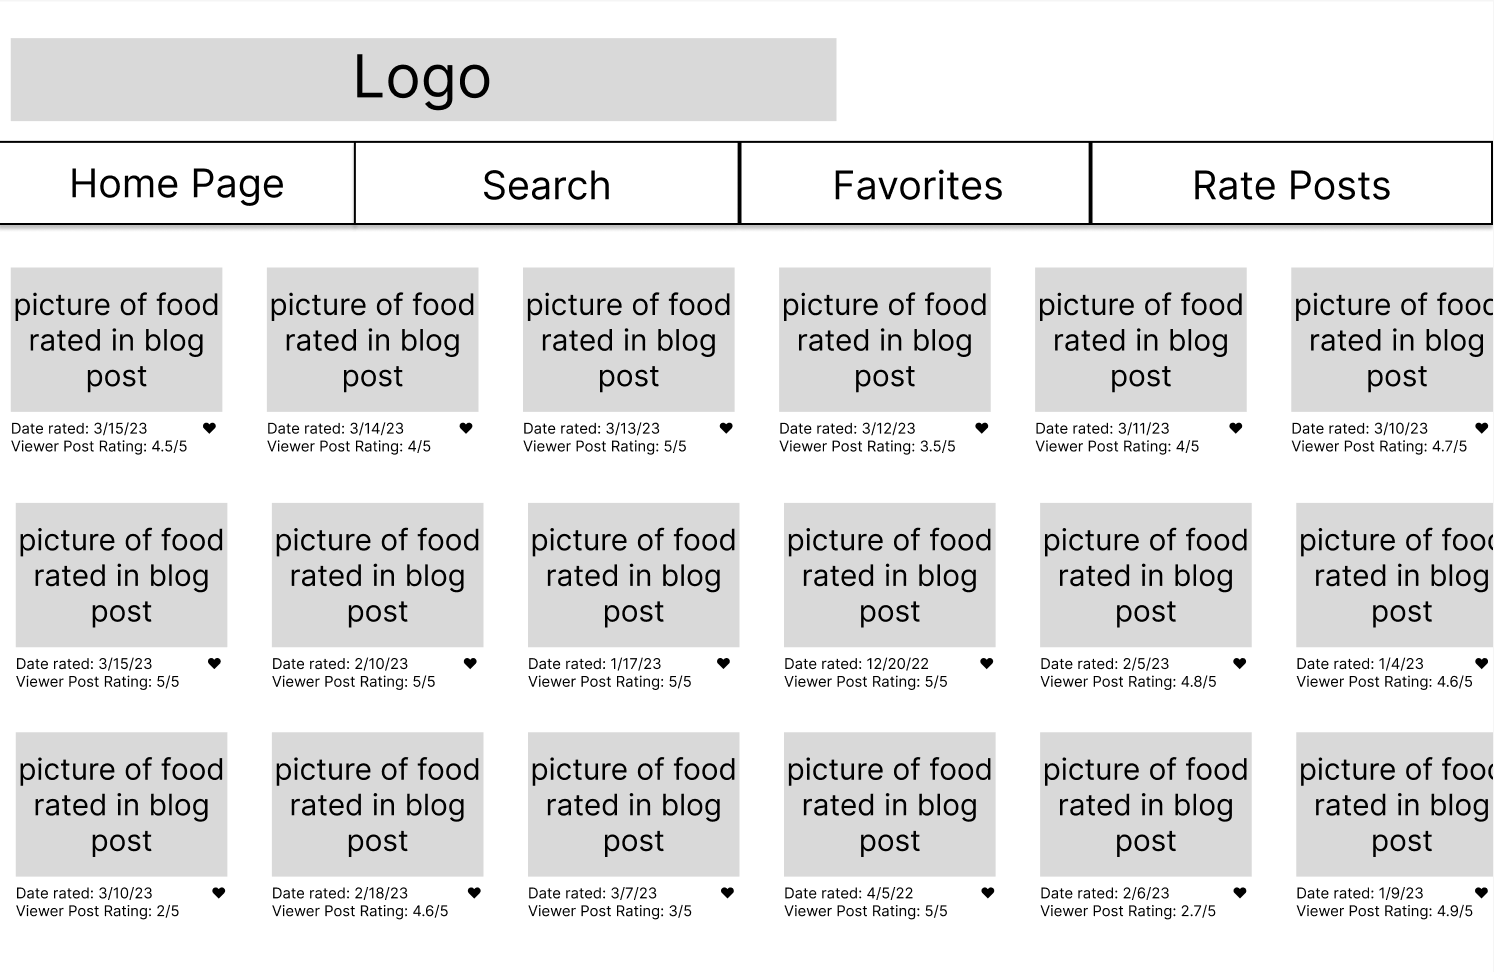 Logo
Home Page Search Favorites Rate Posts
picture of food picture of food picture of food picture of food picture of food picture of food
rated in blog rated in blog rated in blog rated in blog rated in blog rated in blog
post post post post post post
Date rated: 3/15/23 ♥ Date rated: 3/14/23 ♥ Date rated: 3/13/23 ♥ Date rated: 3/12/23 ♥ Date rated: 3/11/23 ♥ Date rated: 3/10/23 ♥
Viewer Post Rating: 4.5/5 Viewer Post Rating: 4/5 Viewer Post Rating: 5/5 Viewer Post Rating: 3.5/5 Viewer Post Rating: 4/5 Viewer Post Rating: 4.7/5
picture of food picture of food picture of food picture of food picture of food picture of food
rated in blog rated in blog rated in blog rated in blog rated in blog rated in blog
post post post post post post
Date rated: 3/15/23 ♥ Date rated: 2/10/23 ♥ Date rated: 1/17/23 ♥ Date rated: 12/20/22 ♥ Date rated: 2/5/23 ♥ Date rated: 1/4/23 ♥
Viewer Post Rating: 5/5 Viewer Post Rating: 5/5 Viewer Post Rating: 5/5 Viewer Post Rating: 5/5 Viewer Post Rating: 4.8/5 Viewer Post Rating: 4.6/5
picture of food picture of food picture of food picture of food picture of food picture of food
rated in blog rated in blog rated in blog rated in blog rated in blog rated in blog
post post post post post post
Date rated: 3/10/23 ♥ Date rated: 2/18/23 ♥ Date rated: 3/7/23 ♥ Date rated: 4/5/22 ♥ Date rated: 2/6/23 ♥ Date rated: 1/9/23 ♥
Viewer Post Rating: 2/5 Viewer Post Rating: 4.6/5 Viewer Post Rating: 3/5 Viewer Post Rating: 5/5 Viewer Post Rating: 2.7/5 Viewer Post Rating: 4.9/5